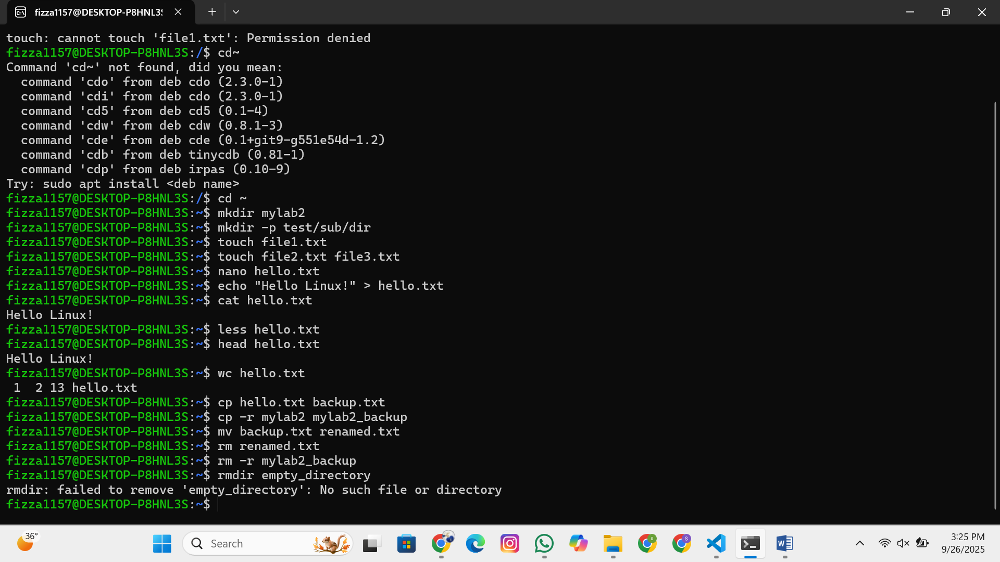 fizza1157@DESKTOP-P8HNL3S
touch: cannot touch 'file1.txt': Permission denied
fizza1157@DESKTOP-P8HNL3S:/$ cd~
Command 'cd~' not found, did you mean:
  command 'cdo' from deb cdo (2.3.0-1)
  command 'cdi' from deb cdo (2.3.0-1)
  command 'cd5' from deb cd5 (0.1-4)
  command 'cdw' from deb cdw (0.8.1-3)
  command 'cde' from deb cde (0.1+git9-g551e54d-1.2)
  command 'cdb' from deb tinycdb (0.81-1)
  command 'cdp' from deb irpas (0.10-9)
Try: sudo apt install <deb name>
fizza1157@DESKTOP-P8HNL3S:/$ cd ~
fizza1157@DESKTOP-P8HNL3S:~$ mkdir mylab2
fizza1157@DESKTOP-P8HNL3S:~$ mkdir -p test/sub/dir
fizza1157@DESKTOP-P8HNL3S:~$ touch file1.txt
fizza1157@DESKTOP-P8HNL3S:~$ touch file2.txt file3.txt
fizza1157@DESKTOP-P8HNL3S:~$ nano hello.txt
fizza1157@DESKTOP-P8HNL3S:~$ echo "Hello Linux!" > hello.txt
fizza1157@DESKTOP-P8HNL3S:~$ cat hello.txt
Hello Linux!
fizza1157@DESKTOP-P8HNL3S:~$ less hello.txt
fizza1157@DESKTOP-P8HNL3S:~$ head hello.txt
Hello Linux!
fizza1157@DESKTOP-P8HNL3S:~$ wc hello.txt
 1  2 13 hello.txt
fizza1157@DESKTOP-P8HNL3S:~$ cp hello.txt backup.txt
fizza1157@DESKTOP-P8HNL3S:~$ cp -r mylab2 mylab2_backup
fizza1157@DESKTOP-P8HNL3S:~$ mv backup.txt renamed.txt
fizza1157@DESKTOP-P8HNL3S:~$ rm renamed.txt
fizza1157@DESKTOP-P8HNL3S:~$ rm -r mylab2_backup
fizza1157@DESKTOP-P8HNL3S:~$ rmdir empty_directory
rmdir: failed to remove 'empty_directory': No such file or directory
fizza1157@DESKTOP-P8HNL3S:~$
36°
Search
3:25 PM
9/26/2025